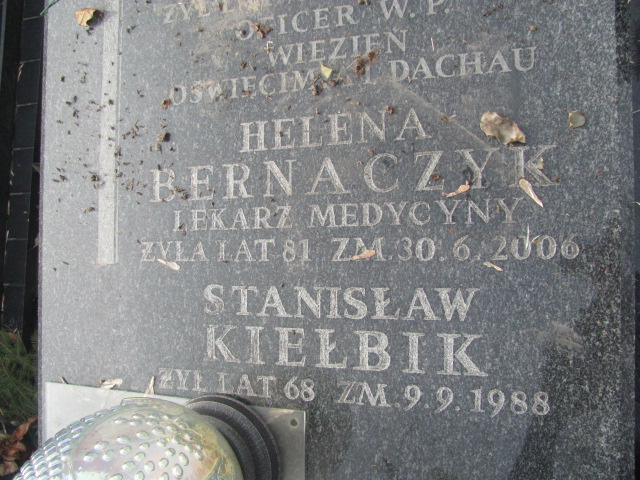 OFICER W.P.
WIĘZIEŃ
OŚWIĘCIMIA I DACHAU
HELENA
BERNACZYK
LEKARZ MEDYCYNY
ŻYŁA LAT 81 ZM. 30.6.2006
STANISŁAW
KIEŁBIK
ŻYŁ LAT 68 ZM. 9.9.1988